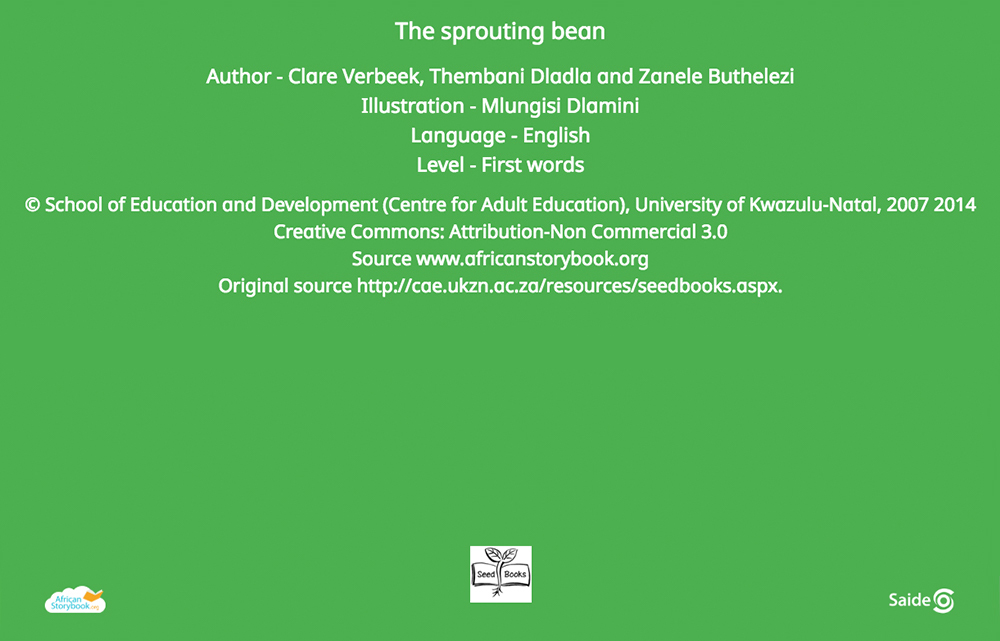 The sprouting bean
Author - Clare Verbeek, Thembani Dladla and Zanele Buthelezi
Illustration - Mlungisi Dlamini
Language - English
Level - First words
© School of Education and Development (Centre for Adult Education), University of Kwazulu-Natal, 2007 2014
Creative Commons: Attribution-Non Commercial 3.0
Source www.africanstorybook.org
Original source http://cae.ukzn.ac.za/resources/seedbooks.aspx.
Seed Books
African
Storybook.org
Saide